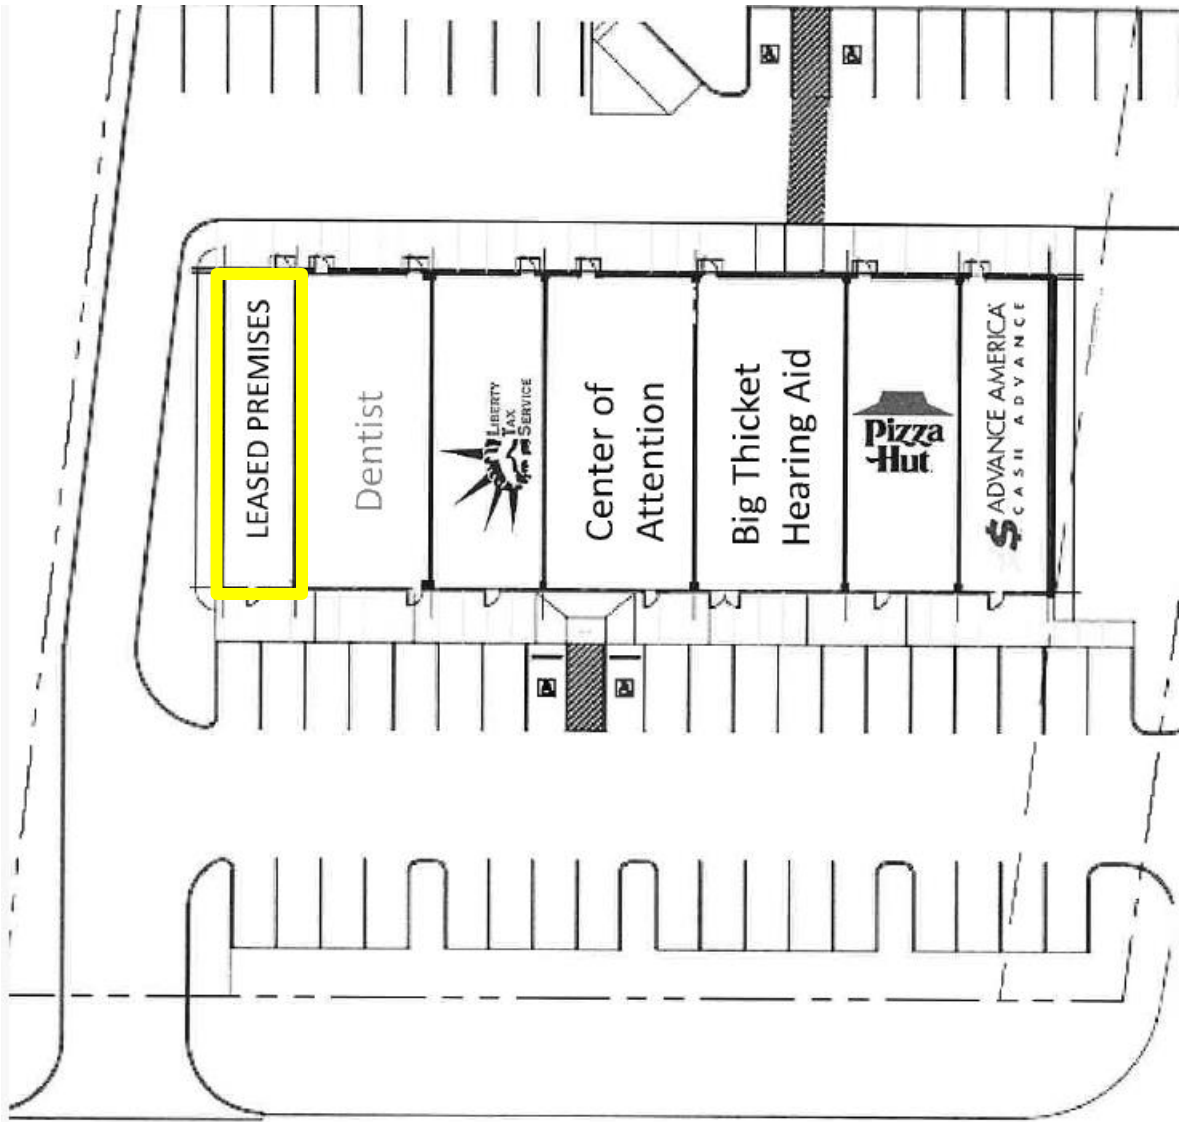 LEASED PREMISES
Dentist
LIBERTY
TAX
SERVICE
Center of
Attention
Big Thicket
Hearing Aid
Pizza
Hut
$ ADVANCE AMERICA
CASH ADVANCE